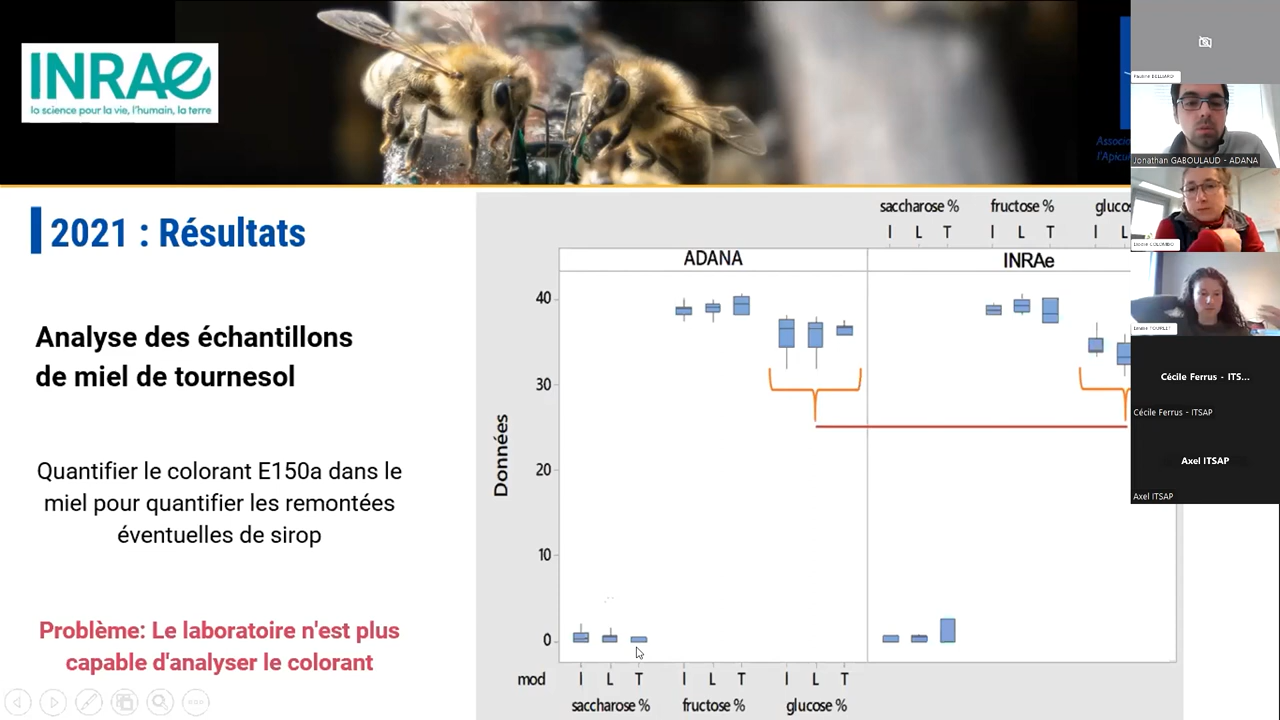 INRAE
la science pour la vie, l'humain, la terre
Associ
l'Apicu
2021 : Résultats
Analyse des échantillons
de miel de tournesol
Quantifier le colorant E150a dans le
miel pour quantifier les remontées
éventuelles de sirop
Problème: Le laboratoire n'est plus
capable d'analyser le colorant
saccharose % fructose % gluco
I L T I L T I L
ADANA INRAe
Données
40
30
20
10
0
mod I L T I L T I L T
saccharose % fructose % glucose %
Jonathan GABOULAUD - ADANA
Cécile Ferrus - ITS...
Cécile Ferrus - ITSAP
Axel ITSAP
Axel ITSAP